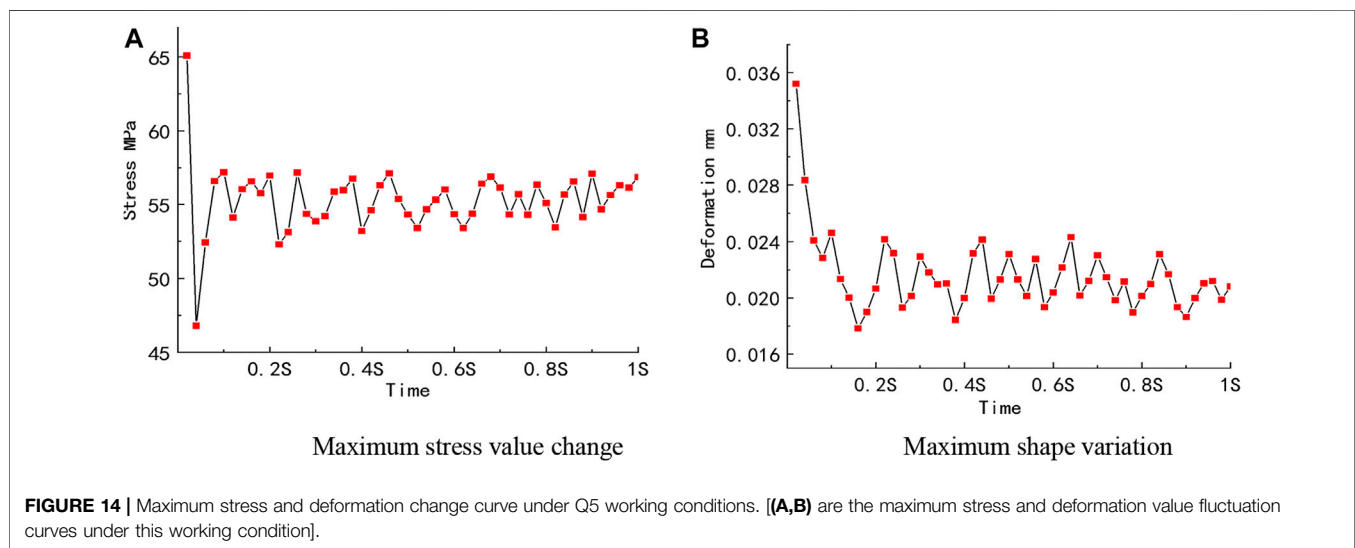 A
65
60
55
50
45
Stress MPa
0.2S 0.4S 0.6S 0.8S 1S
Time
Maximum stress value change
B
0.036
0.032
0.028
0.024
0.020
0.016
Deformation mm
0.2S 0.4S 0.6S 0.8S 1S
Time
Maximum shape variation
FIGURE 14 | Maximum stress and deformation change curve under Q5 working conditions. [(A,B) are the maximum stress and deformation value fluctuation
curves under this working condition].